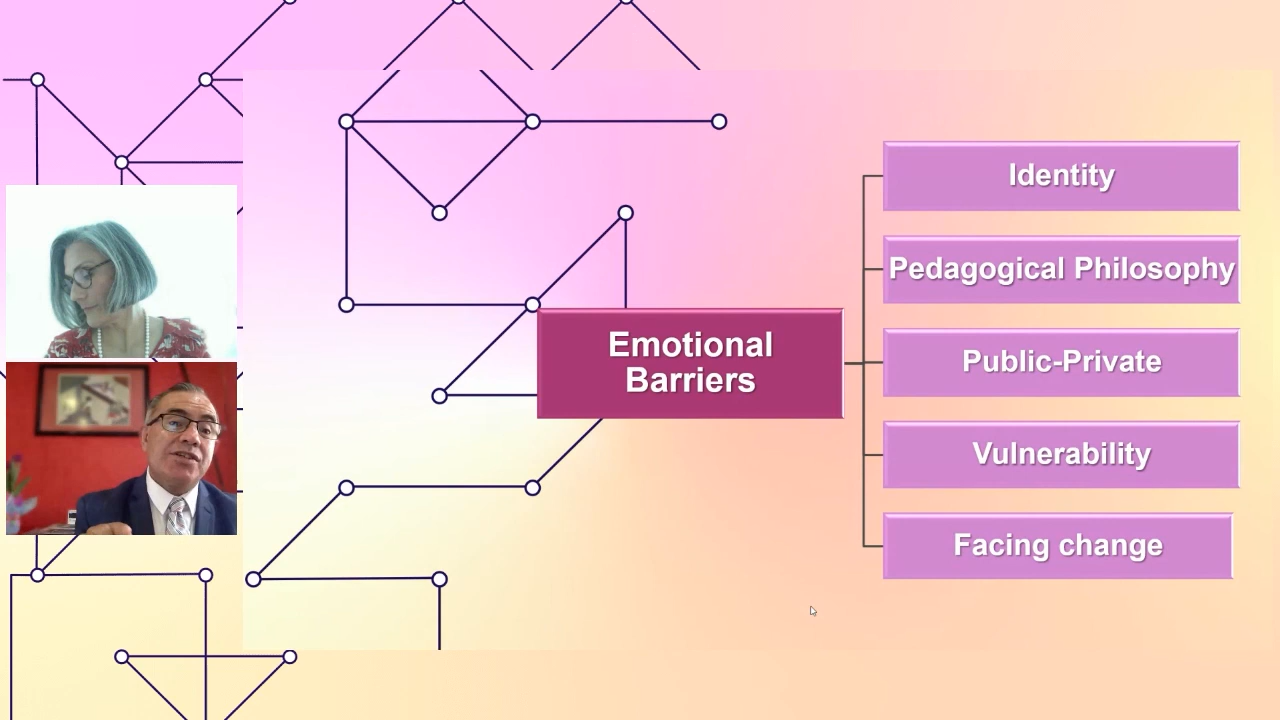 Emotional
Barriers
Identity
Pedagogical Philosophy
Public-Private
Vulnerability
Facing change